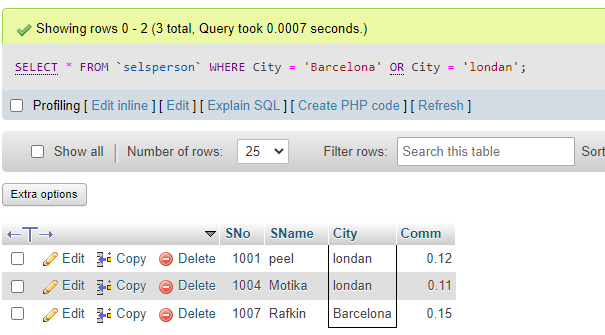 Showing rows 0 - 2 (3 total, Query took 0.0007 seconds.)
SELECT * FROM `selsperson` WHERE City = 'Barcelona' OR City = 'londan';
Profiling [ Edit inline ] [ Edit ] [ Explain SQL ] [ Create PHP code ] [ Refresh ]
Show all Number of rows: 25 Filter rows: Search this table Sort
Extra options
SNo SName City Comm
Edit Copy Delete 1001 peel londan 0.12
Edit Copy Delete 1004 Motika londan 0.11
Edit Copy Delete 1007 Rafkin Barcelona 0.15